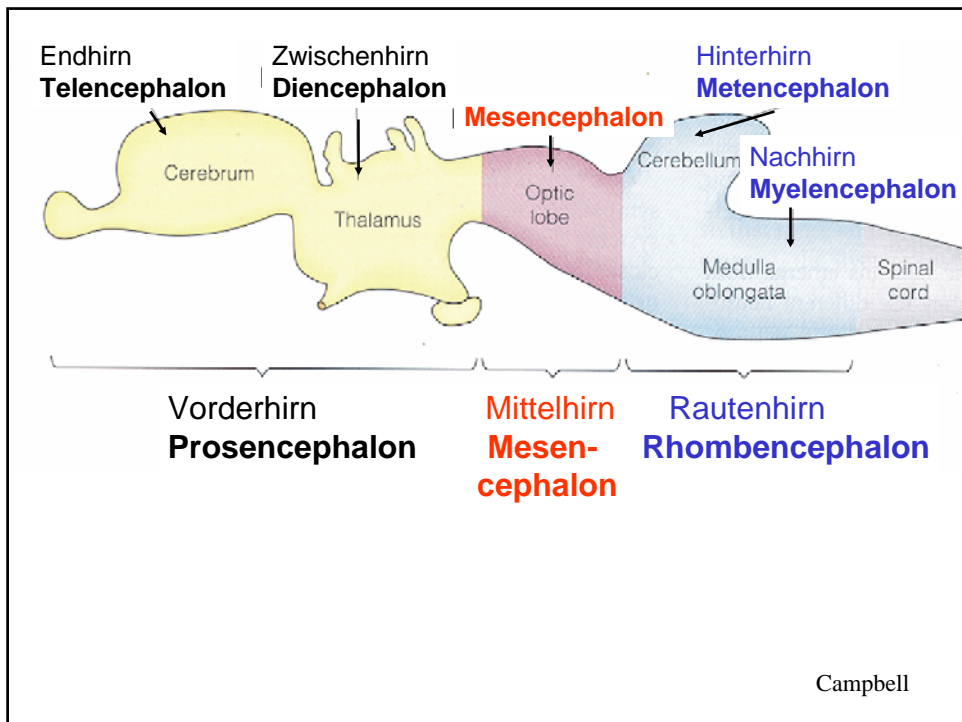 Endhirn
Telencephalon
Zwischenhirn
Diencephalon
Mesencephalon
Hinterhirn
Metencephalon
Nachhirn
Myelencephalon
Cerebrum
Thalamus
Optic
lobe
Cerebellum
Medulla
oblongata
Spinal
cord
Vorderhirn
Prosencephalon
Mittelhirn
Mesen-
cephalon
Rautenhirn
Rhombencephalon
Campbell